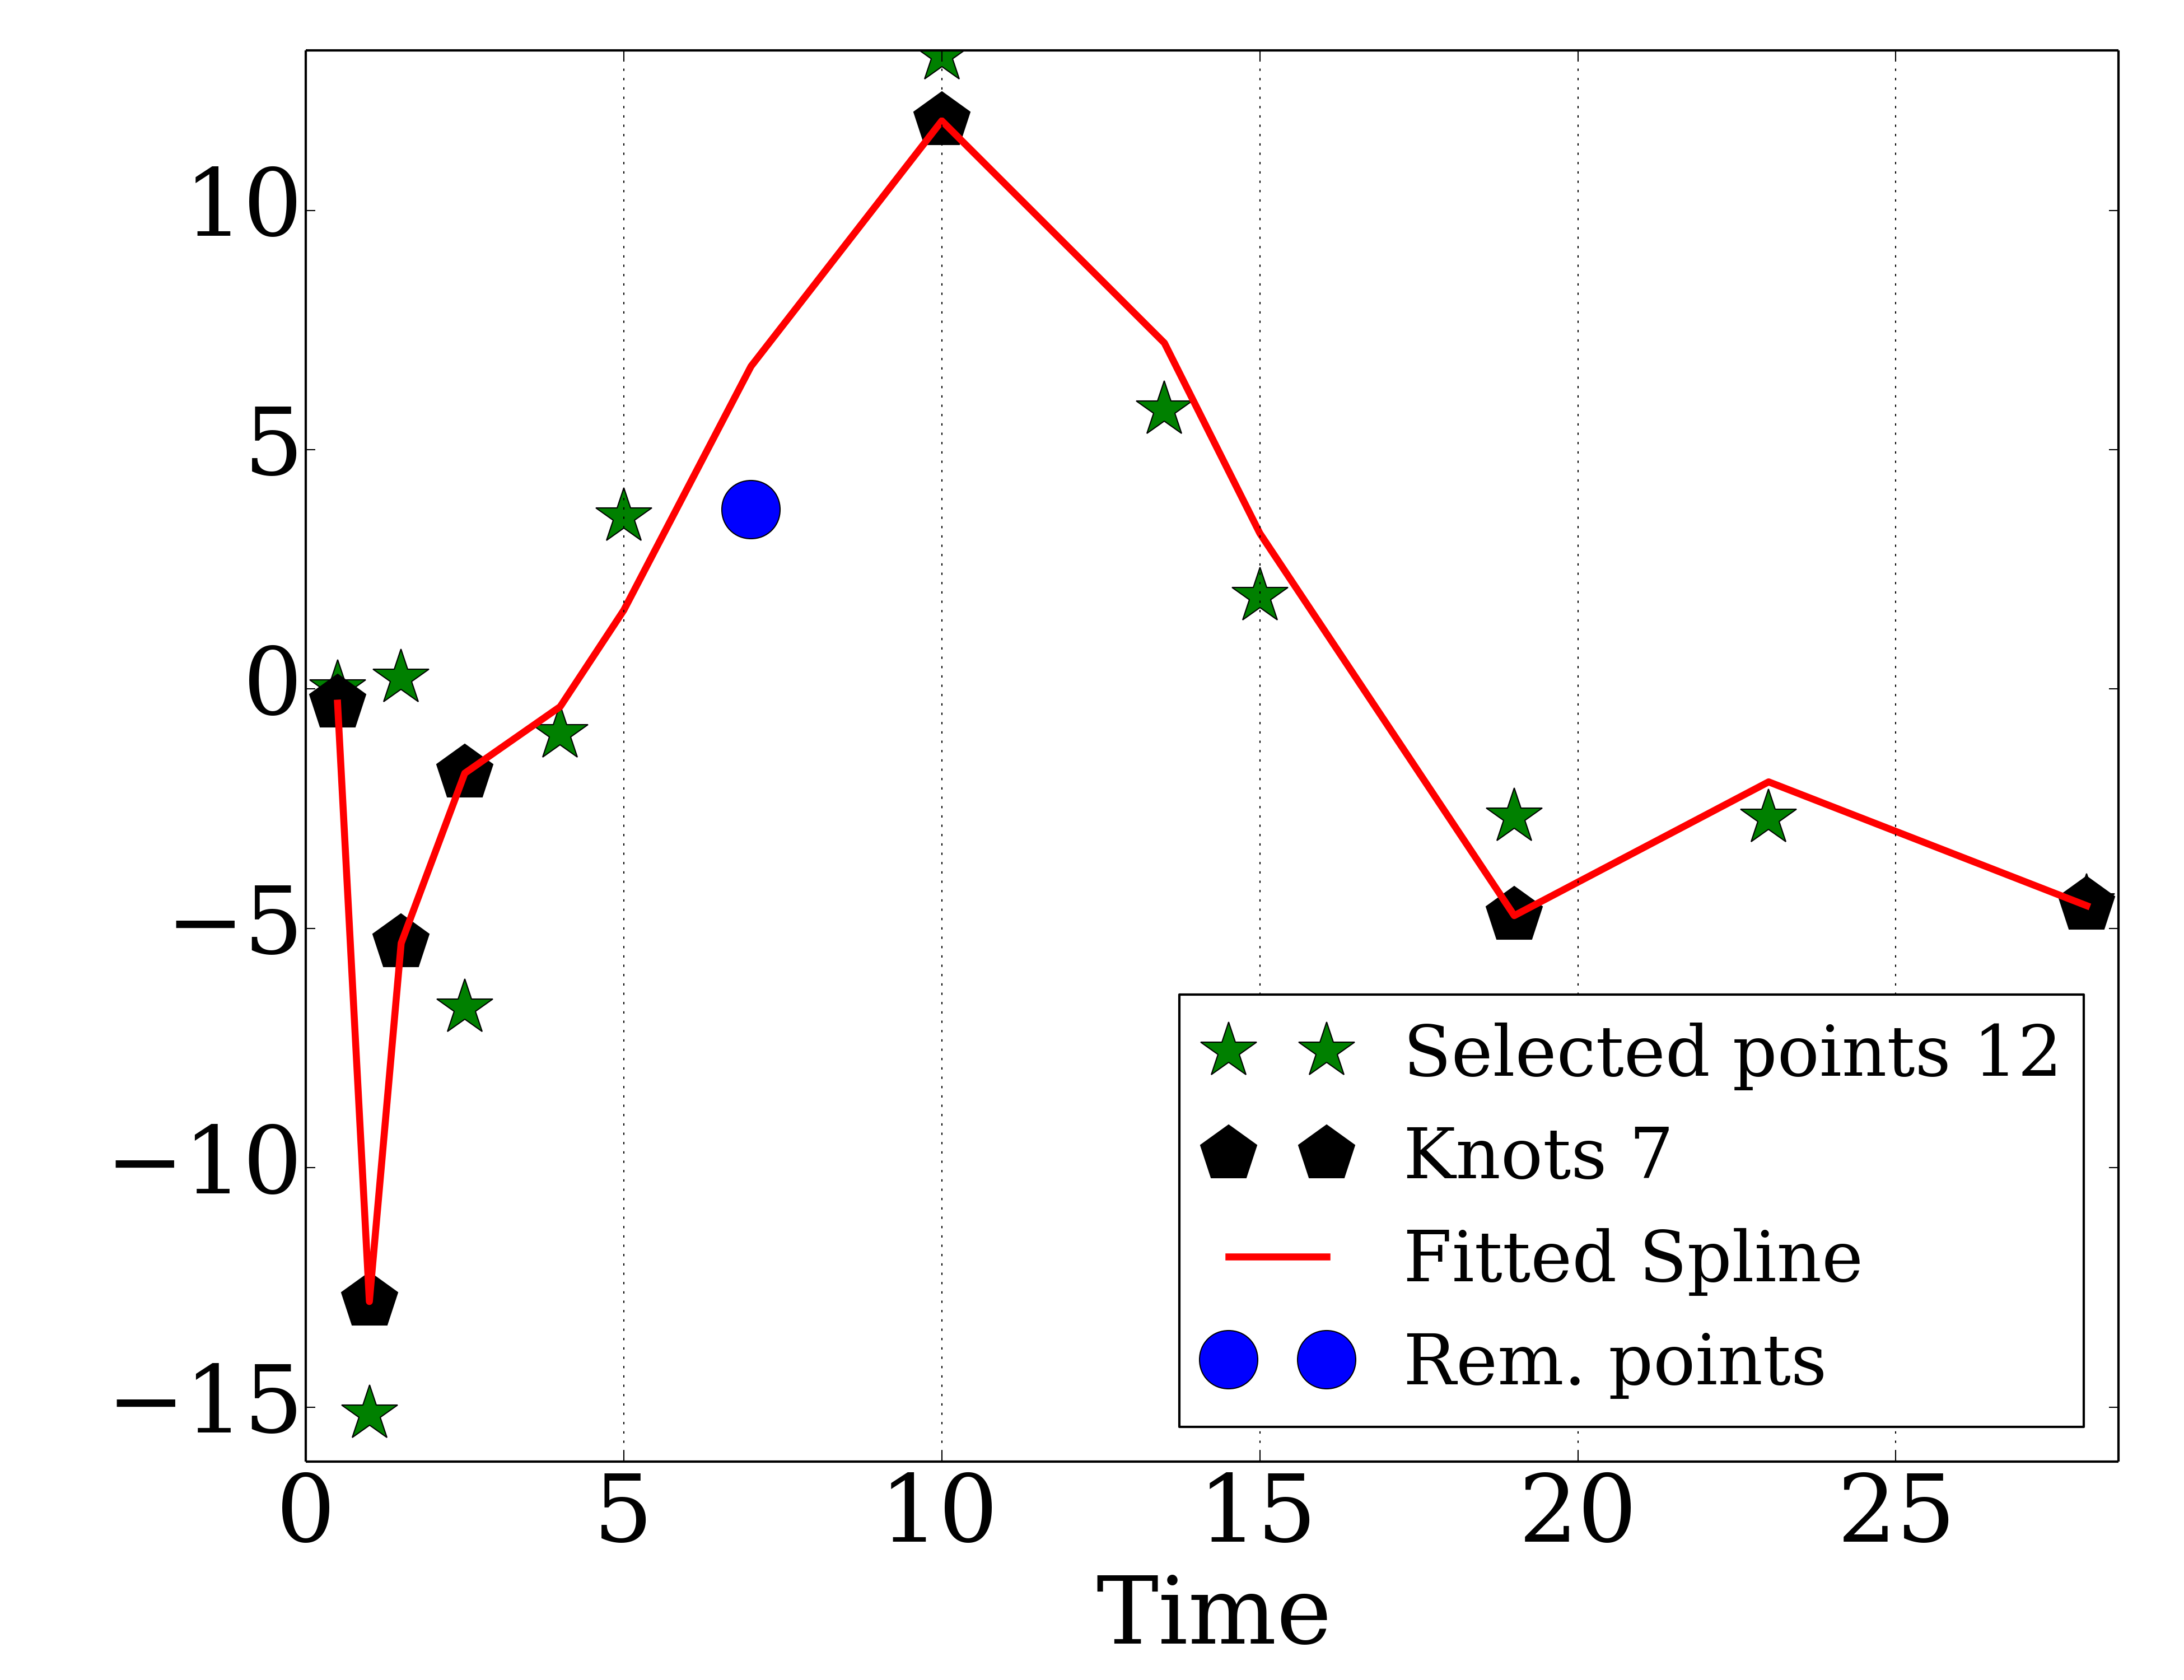 10
5
0
−5
−10
−15
0 5 10 15 20 25
Time
Selected points 12
Knots 7
Fitted Spline
Rem. points